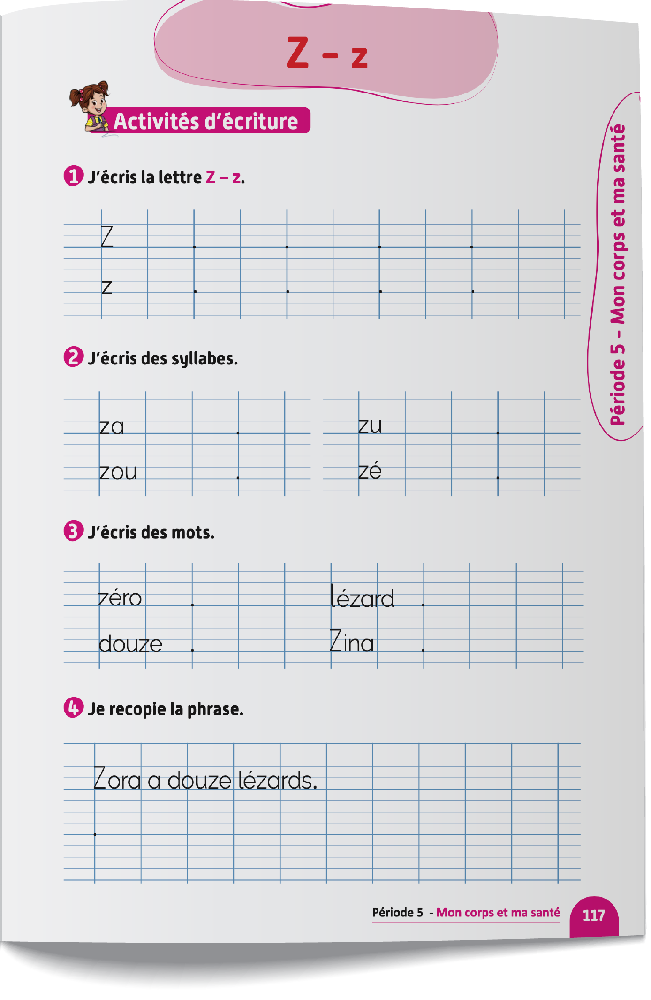 Z – z
Activités d'écriture
1 J'écris la lettre Z – z.
Z
z
2 J'écris des syllabes.
za zu
zou zé
3 J'écris des mots.
zéro lézard
douze Zina
4 Je recopie la phrase.
Zora a douze lézards.
Période 5 - Mon corps et ma santé
117
Période 5 - Mon corps et ma santé